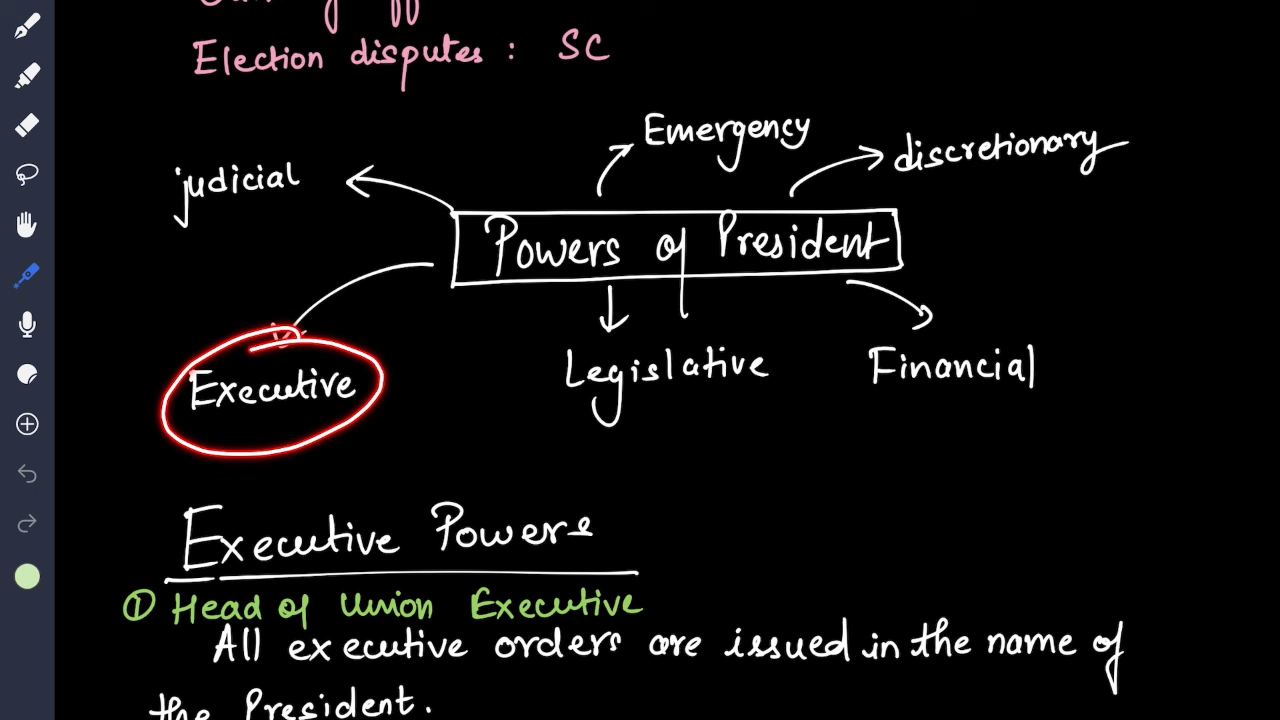 Election disputes : SC
Emergency
discretionary
judicial
Powers of President
Executive
Legislative
Financial
Executive Powers
① Head of Union Executive
All executive orders are issued in the name of
the President.